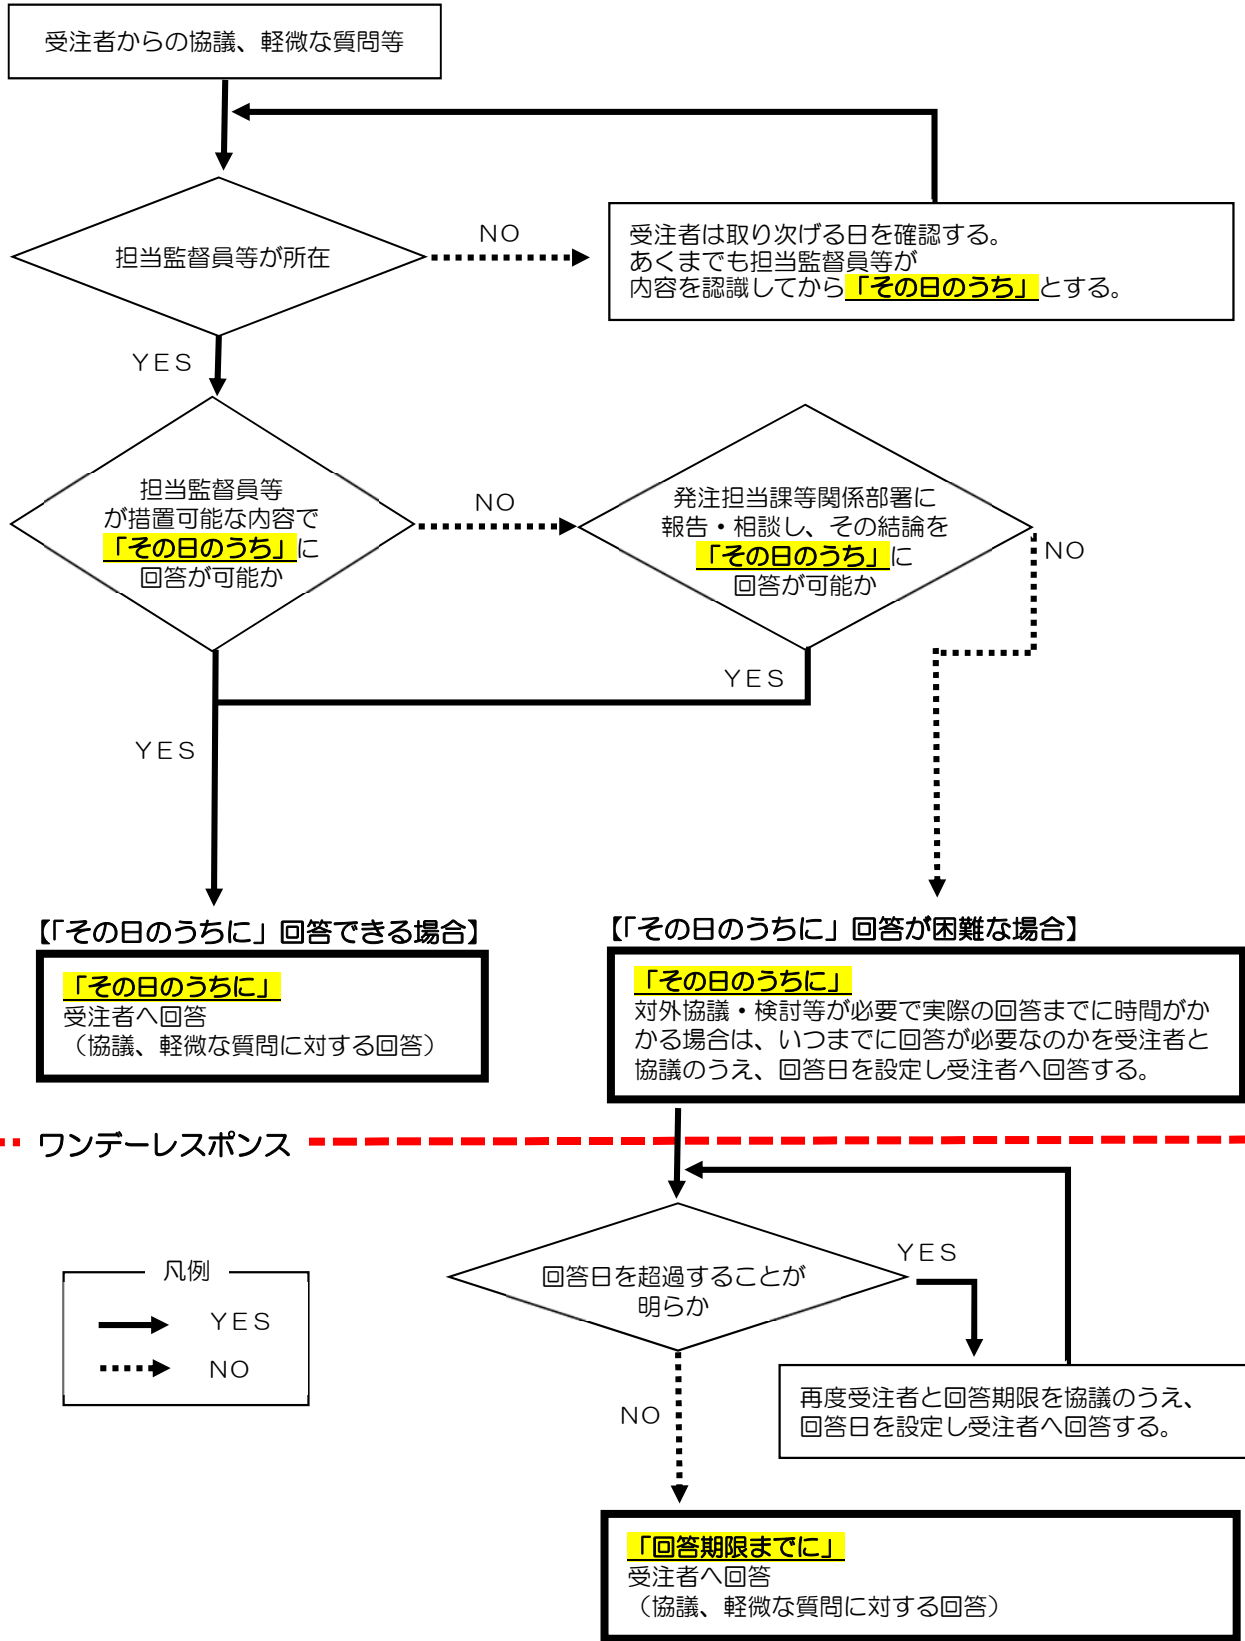 受注者からの協議、軽微な質問等
担当監督員等が所在
NO
受注者は取り次げる日を確認する。
あくまでも担当監督員等が
内容を認識してから「その日のうち」とする。
YES
担当監督員等
が措置可能な内容で
「その日のうち」に
回答が可能か
NO
発注担当課等関係部署に
報告・相談し、その結論を
「その日のうち」に
回答が可能か
NO
YES
YES
【「その日のうちに」回答できる場合】
「その日のうちに」
受注者へ回答
（協議、軽微な質問に対する回答）
【「その日のうちに」回答が困難な場合】
「その日のうちに」
対外協議・検討等が必要で実際の回答までに時間がか
かる場合は、いつまでに回答が必要なのかを受注者と
協議のうえ、回答日を設定し受注者へ回答する。
ワンデーレスポンス
回答日を超過することが
明らか
YES
凡例
YES
NO
再度受注者と回答期限を協議のうえ、
回答日を設定し受注者へ回答する。
NO
「回答期限までに」
受注者へ回答
（協議、軽微な質問に対する回答）